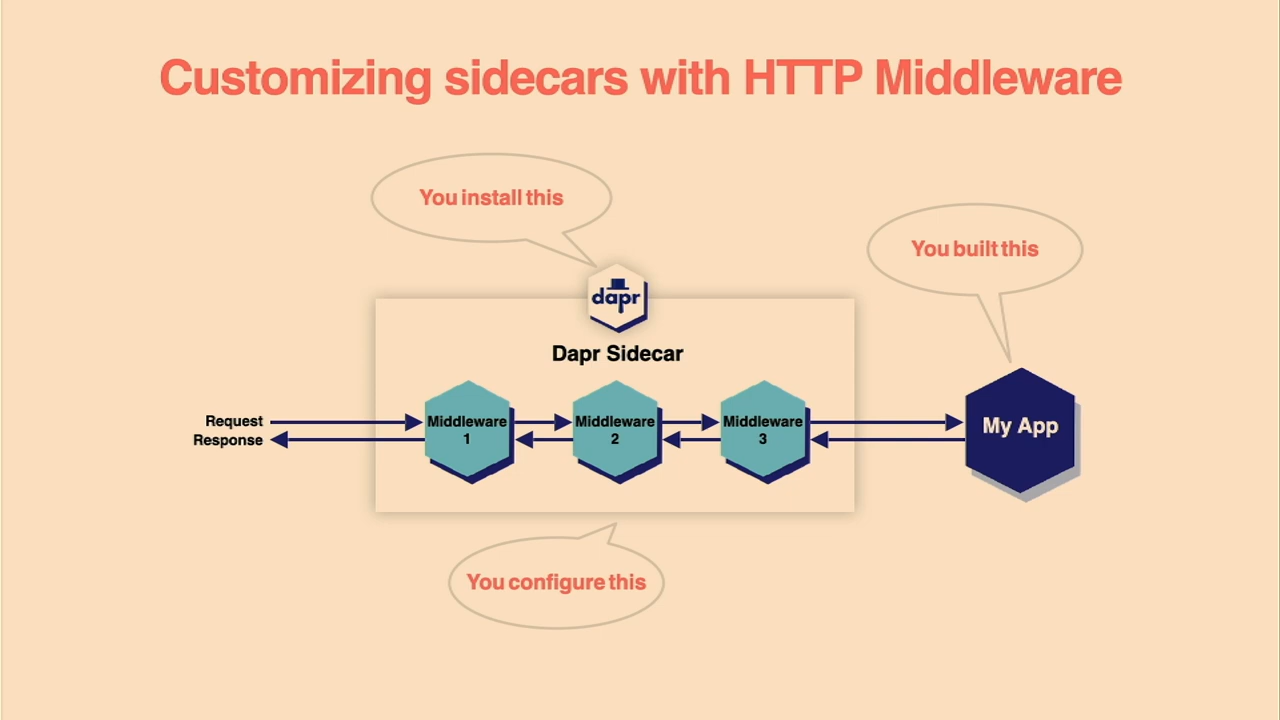 Customizing sidecars with HTTP Middleware
You install this
You built this
dapr
Dapr Sidecar
Request
Response
Middleware
1
Middleware
2
Middleware
3
My App
You configure this